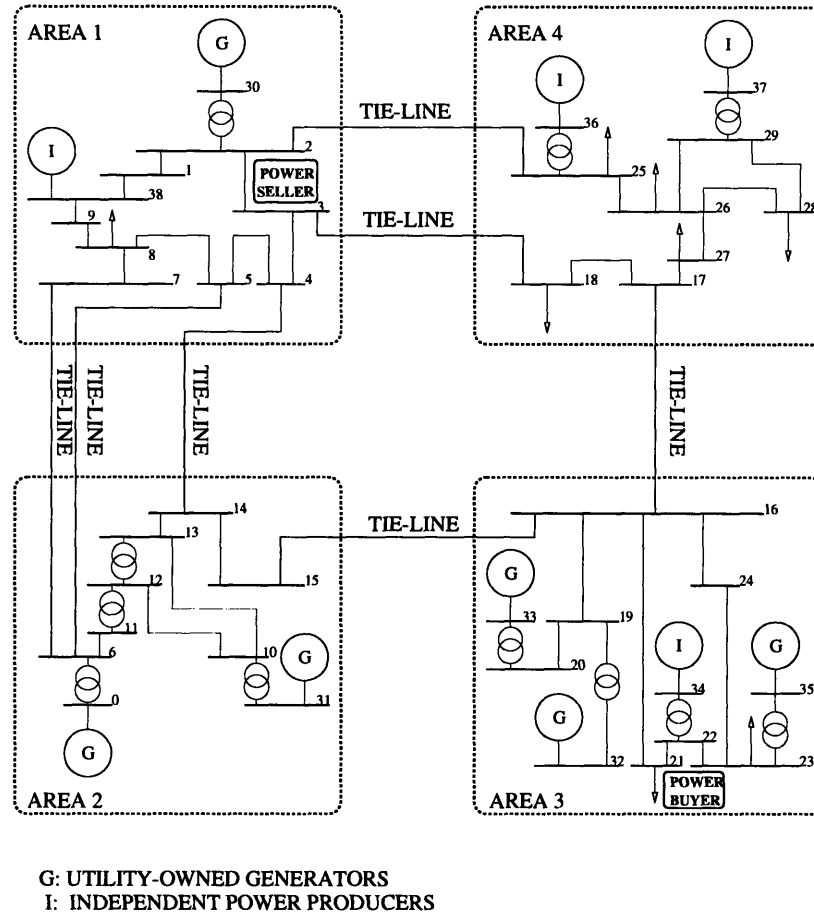 AREA 1
G
30
I
2
1
POWER
SELLER
38
3
9
8
7
5
4
AREA 4
I
37
I
36
29
25
26
28
27
18
17
TIE-LINE
TIE-LINE
TIE-LINE
TIE-LINE
TIE-LINE
TIE-LINE
TIE-LINE
14
13
12
15
11
6
10
G
0
31
G
AREA 2
16
24
G
33
19
20
I
G
34
35
G
22
32
21
23
POWER
BUYER
AREA 3
G: UTILITY-OWNED GENERATORS
I: INDEPENDENT POWER PRODUCERS